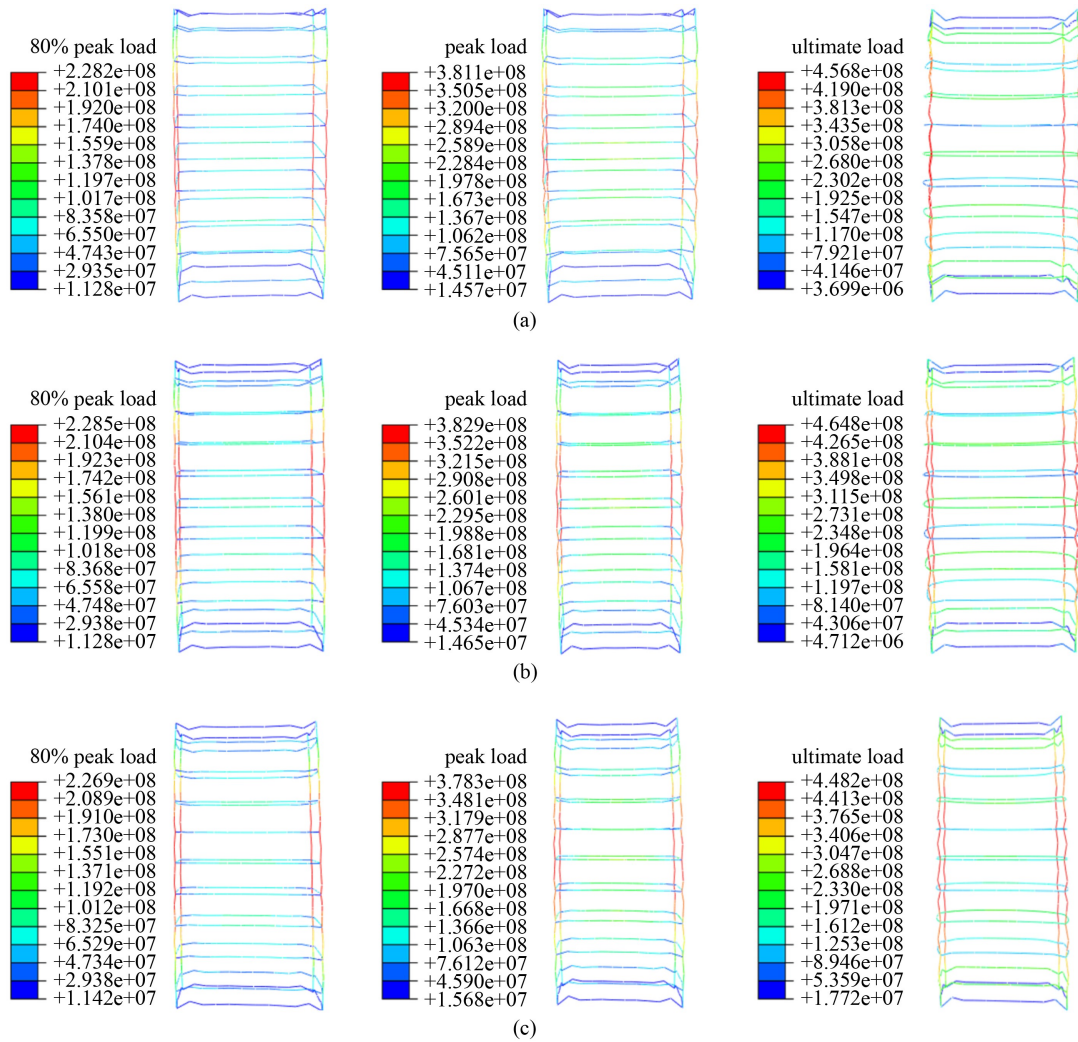 80% peak load
+2.282e+08
+2.101e+08
+1.920e+08
+1.740e+08
+1.559e+08
+1.378e+08
+1.197e+08
+1.017e+08
+8.358e+07
+6.550e+07
+4.743e+07
+2.935e+07
+1.128e+07
peak load
+3.811e+08
+3.505e+08
+3.200e+08
+2.894e+08
+2.589e+08
+2.284e+08
+1.978e+08
+1.673e+08
+1.367e+08
+1.062e+08
+7.565e+07
+4.511e+07
+1.457e+07
ultimate load
+4.568e+08
+4.190e+08
+3.813e+08
+3.435e+08
+3.058e+08
+2.680e+08
+2.302e+08
+1.925e+08
+1.547e+08
+1.170e+08
+7.921e+07
+4.146e+07
+3.699e+06
(a)
80% peak load
+2.285e+08
+2.104e+08
+1.923e+08
+1.742e+08
+1.561e+08
+1.380e+08
+1.199e+08
+1.018e+08
+8.368e+07
+6.558e+07
+4.748e+07
+2.938e+07
+1.128e+07
peak load
+3.829e+08
+3.522e+08
+3.215e+08
+2.908e+08
+2.601e+08
+2.295e+08
+1.988e+08
+1.681e+08
+1.374e+08
+1.067e+08
+7.603e+07
+4.534e+07
+1.465e+07
ultimate load
+4.648e+08
+4.265e+08
+3.881e+08
+3.498e+08
+3.115e+08
+2.731e+08
+2.348e+08
+1.964e+08
+1.581e+08
+1.197e+08
+8.140e+07
+4.306e+07
+4.712e+06
(b)
80% peak load
+2.269e+08
+2.089e+08
+1.910e+08
+1.730e+08
+1.551e+08
+1.371e+08
+1.192e+08
+1.012e+08
+8.325e+07
+6.529e+07
+4.734e+07
+2.938e+07
+1.142e+07
peak load
+3.783e+08
+3.481e+08
+3.179e+08
+2.877e+08
+2.574e+08
+2.272e+08
+1.970e+08
+1.668e+08
+1.366e+08
+1.063e+08
+7.612e+07
+4.590e+07
+1.568e+07
ultimate load
+4.482e+08
+4.413e+08
+3.765e+08
+3.406e+08
+3.047e+08
+2.688e+08
+2.330e+08
+1.971e+08
+1.612e+08
+1.253e+08
+8.946e+07
+5.359e+07
+1.772e+07
(c)